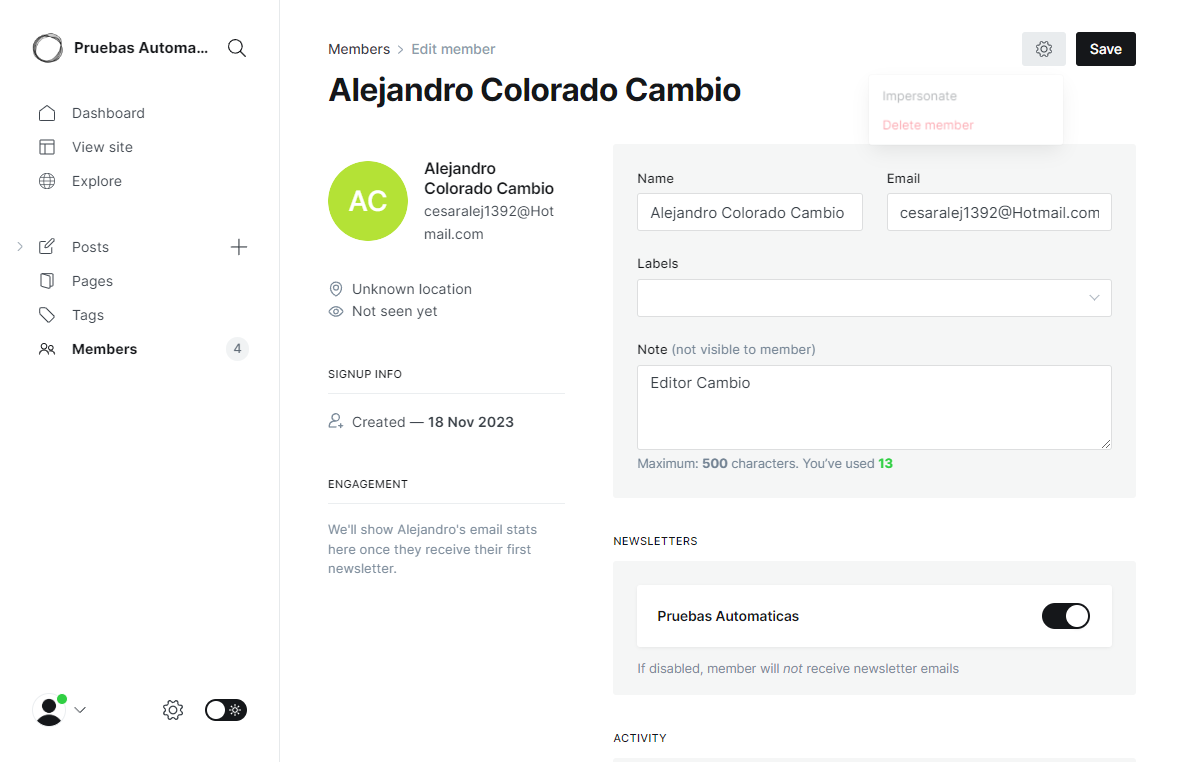 Pruebas Automa...
Dashboard
View site
Explore
Posts
Pages
Tags
Members
4
Members
Edit member
Save
Alejandro Colorado Cambio
Impersonate
Delete member
AC
Alejandro
Colorado Cambio
cesaralej1392@Hot
mail.com
Unknown location
Not seen yet
SIGNUP INFO
Created — 18 Nov 2023
ENGAGEMENT
We'll show Alejandro's email stats
here once they receive their first
newsletter.
Name
Email
Alejandro Colorado Cambio
cesaralej1392@Hotmail.com
Labels
Note (not visible to member)
Editor Cambio
Maximum: 500 characters. You've used 13
NEWSLETTERS
Pruebas Automaticas
If disabled, member will not receive newsletter emails
ACTIVITY